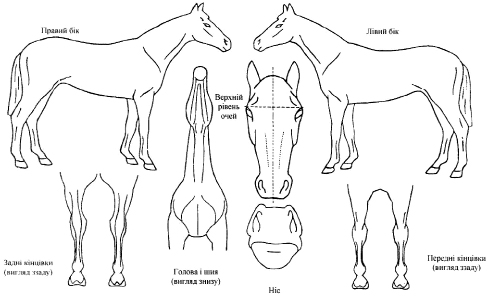 Правий бік
Лівий бік
Верхній
рівень
очей
Задні кінцівки
(вигляд ззаду)
Голова і шия
(вигляд знизу)
Ніс
Передні кінцівки
(вигляд ззаду)